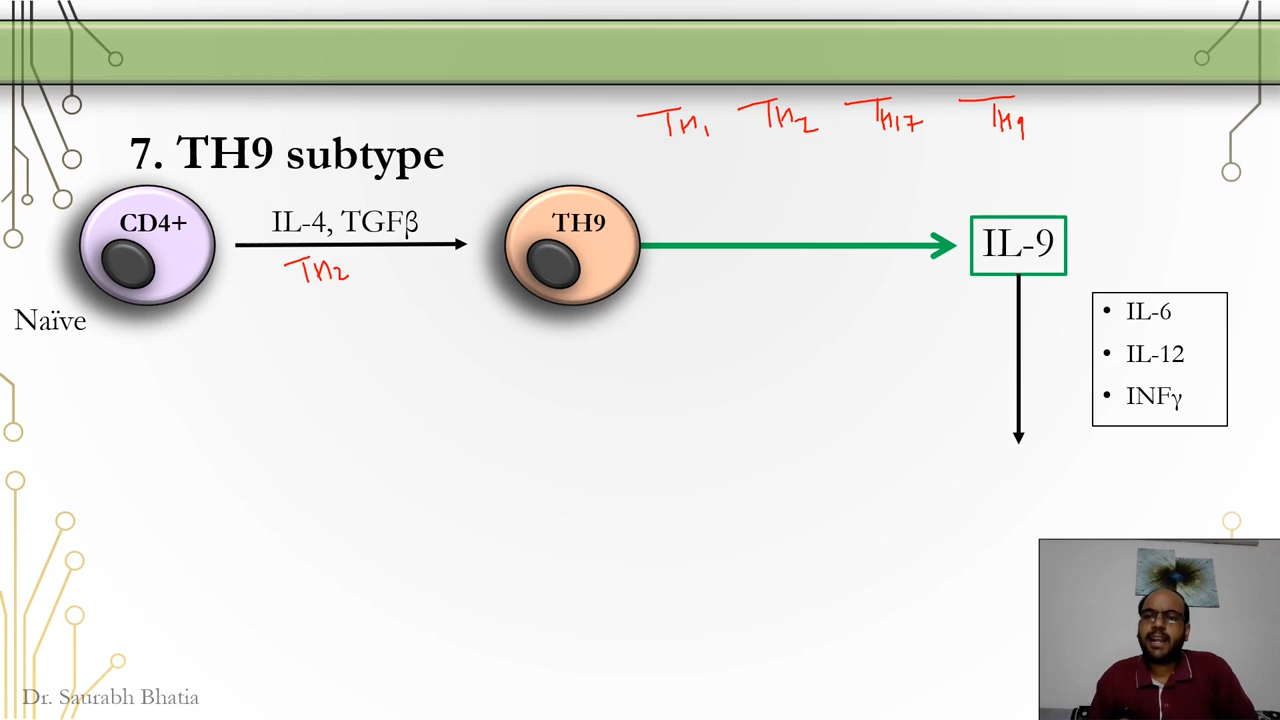 TH1 TH2 TH17 TH9
7. TH9 subtype
CD4+
IL-4, TGFβ
TH2
TH9
IL-9
Naïve
• IL-6
• IL-12
• INFγ
Dr. Saurabh Bhatia